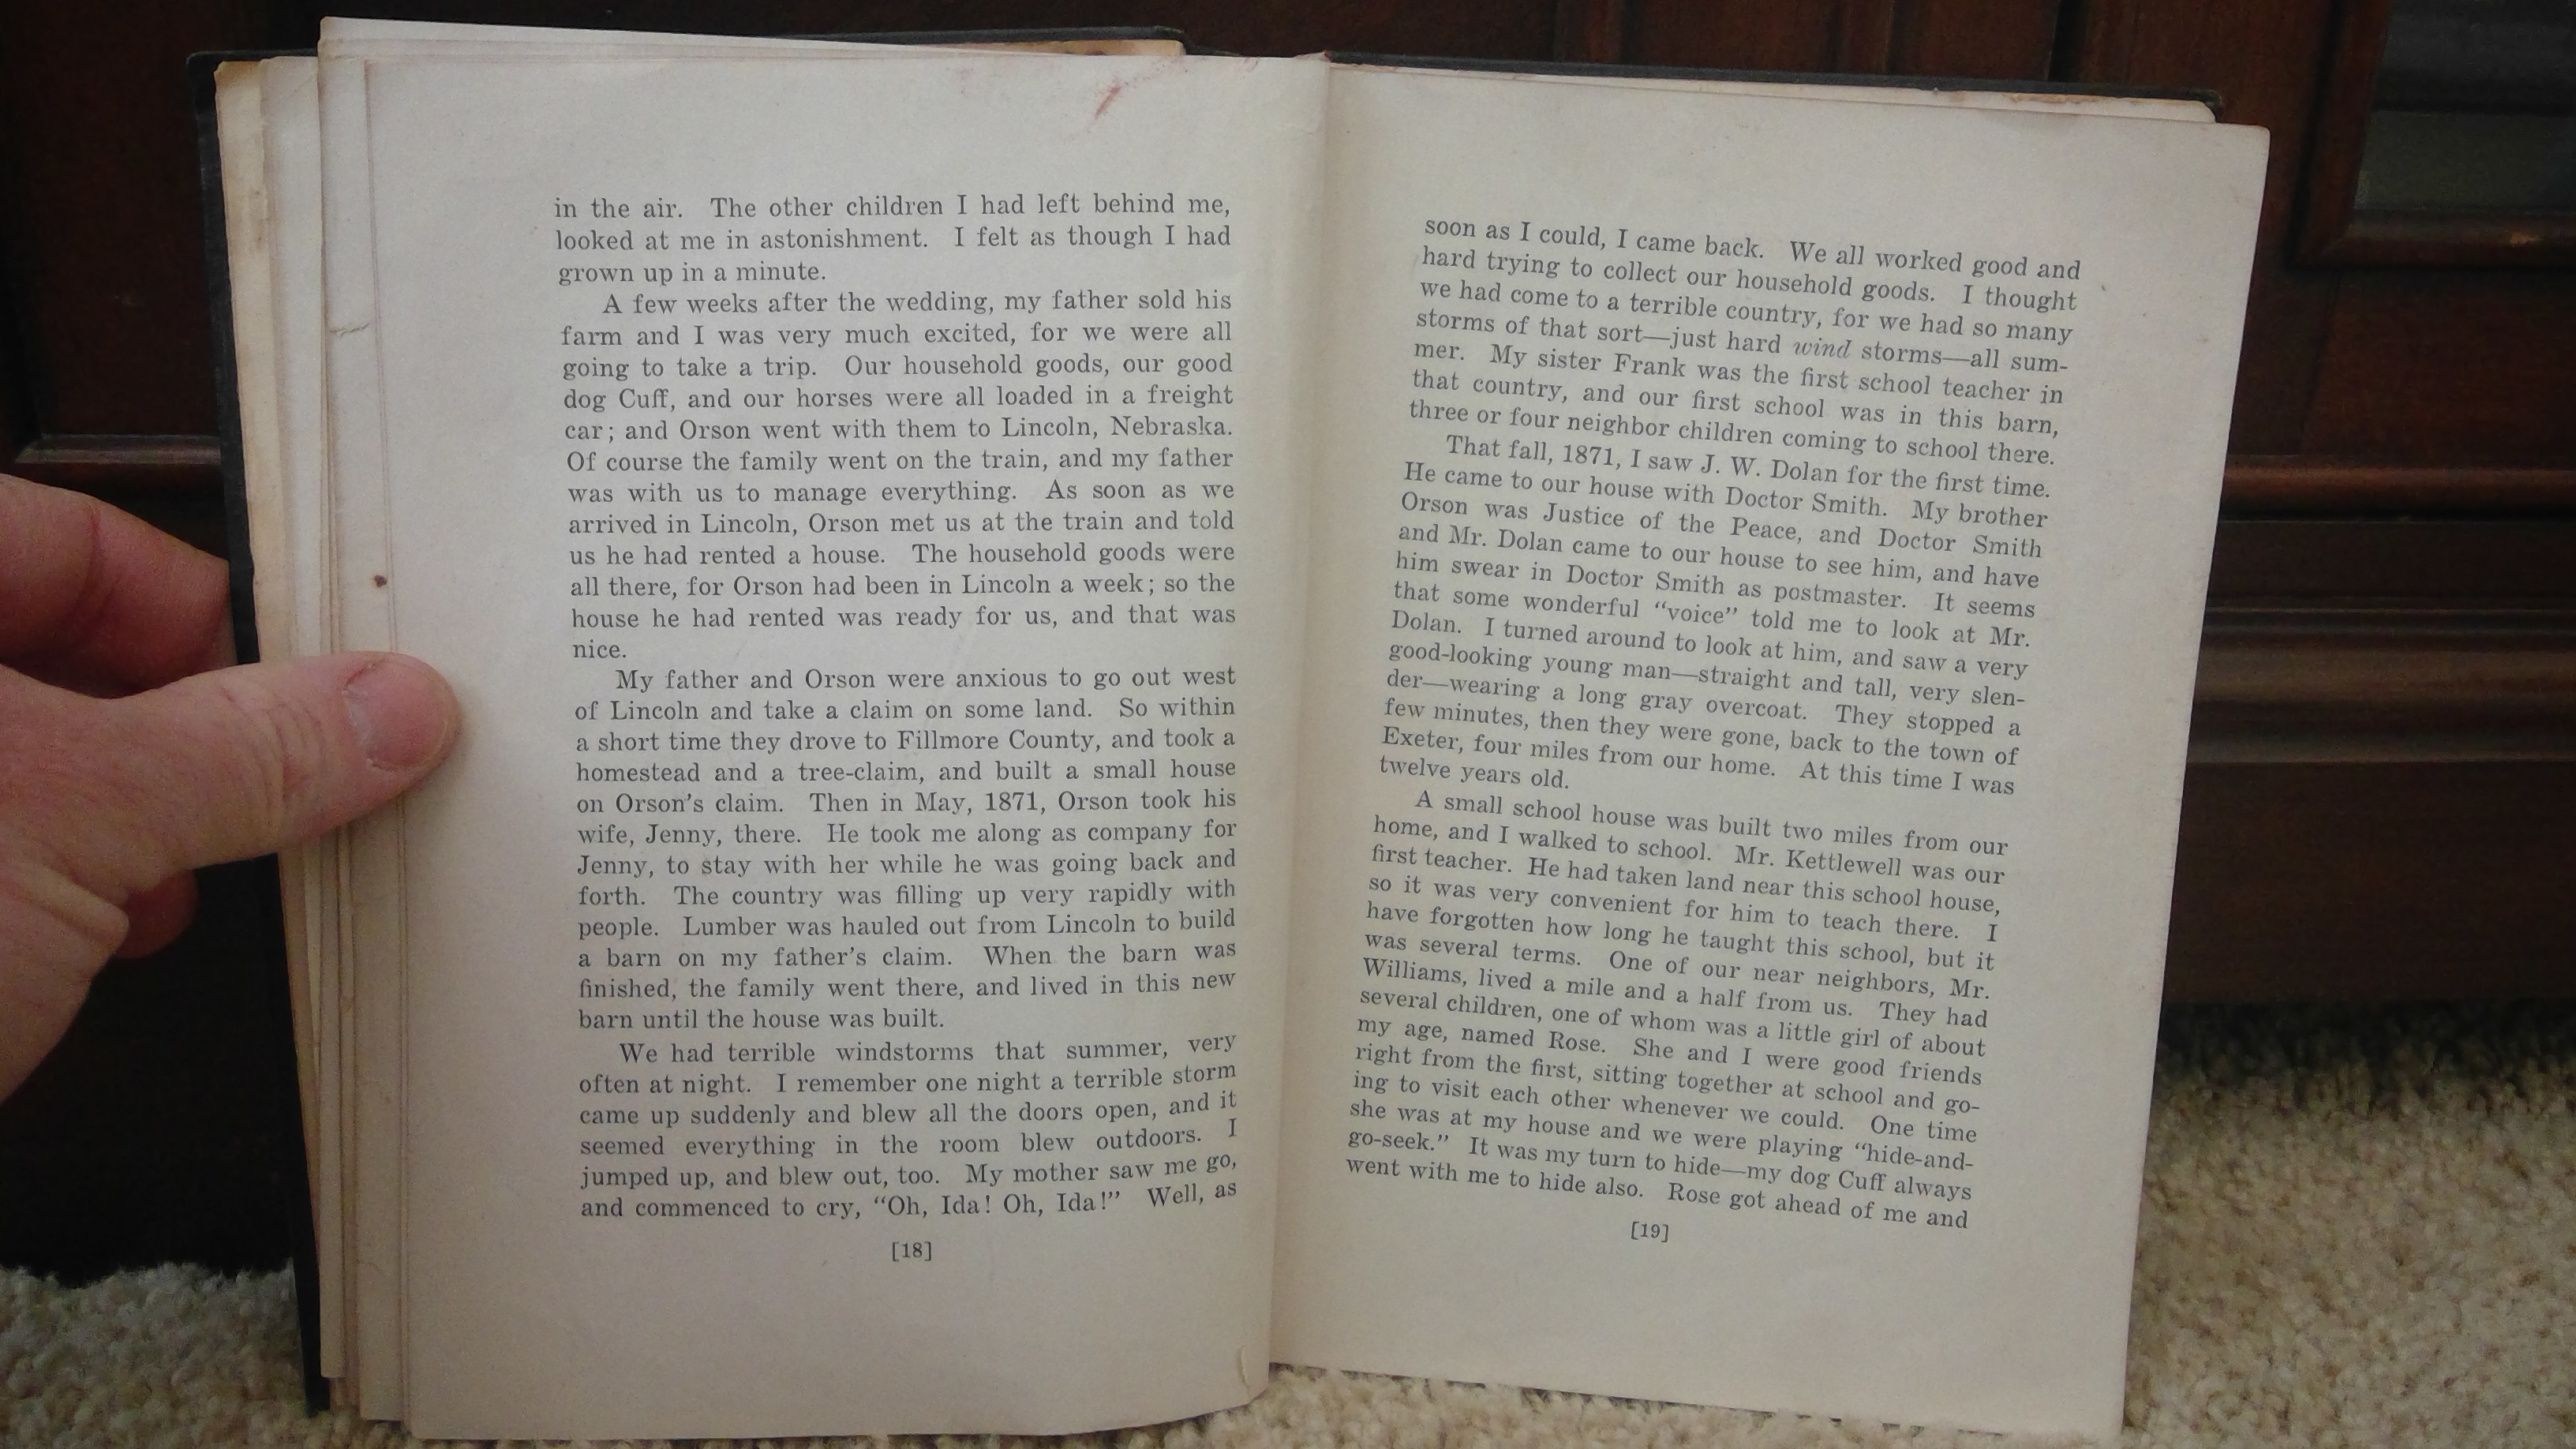 in the air. The other children I had left behind me,
looked at me in astonishment. I felt as though I had
grown up in a minute.
A few weeks after the wedding, my father sold his
farm and I was very much excited, for we were all
going to take a trip. Our household goods, our good
dog Cuff, and our horses were all loaded in a freight
car; and Orson went with them to Lincoln, Nebraska.
Of course the family went on the train, and my father
was with us to manage everything. As soon as we
arrived in Lincoln, Orson met us at the train and told
us he had rented a house. The household goods were
all there, for Orson had been in Lincoln a week; so the
house he had rented was ready for us, and that was
nice.
My father and Orson were anxious to go out west
of Lincoln and take a claim on some land. So within
a short time they drove to Fillmore County, and took a
homestead and a tree-claim, and built a small house
on Orson's claim. Then in May, 1871, Orson took his
wife, Jenny, there. He took me along as company for
Jenny, to stay with her while he was going back and
forth. The country was filling up very rapidly with
people. Lumber was hauled out from Lincoln to build
a barn on my father's claim. When the barn was
finished, the family went there, and lived in this new
barn until the house was built.
We had terrible windstorms that summer, very
often at night. I remember one night a terrible storm
came up suddenly and blew all the doors open, and it
seemed everything in the room blew outdoors. I
jumped up, and blew out, too. My mother saw me go,
and commenced to cry, "Oh, Ida! Oh, Ida!" Well, as
[18]
soon as I could, I came back. We all worked good and
hard trying to collect our household goods. I thought
we had come to a terrible country, for we had so many
storms of that sort—just hard wind storms—all sum-
mer. My sister Frank was the first school teacher in
that country, and our first school was in this barn,
three or four neighbor children coming to school there.
That fall, 1871, I saw J. W. Dolan for the first time.
He came to our house with Doctor Smith. My brother
Orson was Justice of the Peace, and Doctor Smith
and Mr. Dolan came to our house to see him, and have
him swear in Doctor Smith as postmaster. It seems
that some wonderful "voice" told me to look at Mr.
Dolan. I turned around to look at him, and saw a very
good-looking young man—straight and tall, very slen-
der—wearing a long gray overcoat. They stopped a
few minutes, then they were gone, back to the town of
Exeter, four miles from our home. At this time I was
twelve years old.
A small school house was built two miles from our
home, and I walked to school. Mr. Kettlewell was our
first teacher. He had taken land near this school house,
so it was very convenient for him to teach there. I
have forgotten how long he taught this school, but it
was several terms. One of our near neighbors, Mr.
Williams, lived a mile and a half from us. They had
several children, one of whom was a little girl of about
my age, named Rose. She and I were good friends
right from the first, sitting together at school and go-
ing to visit each other whenever we could. One time
she was at my house and we were playing "hide-and-
go-seek." It was my turn to hide—my dog Cuff always
went with me to hide also. Rose got ahead of me and
[19]